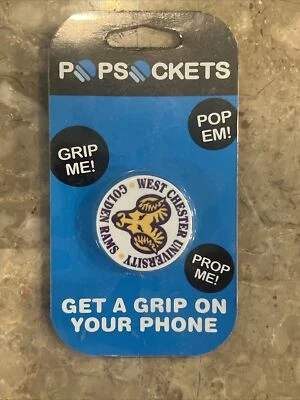 POPSOCKETS
POP
EM!
GRIP
ME!
WEST CHESTER UNIVERSITY
GOLDEN RAMS
PROP
ME!
GET A GRIP ON
YOUR PHONE